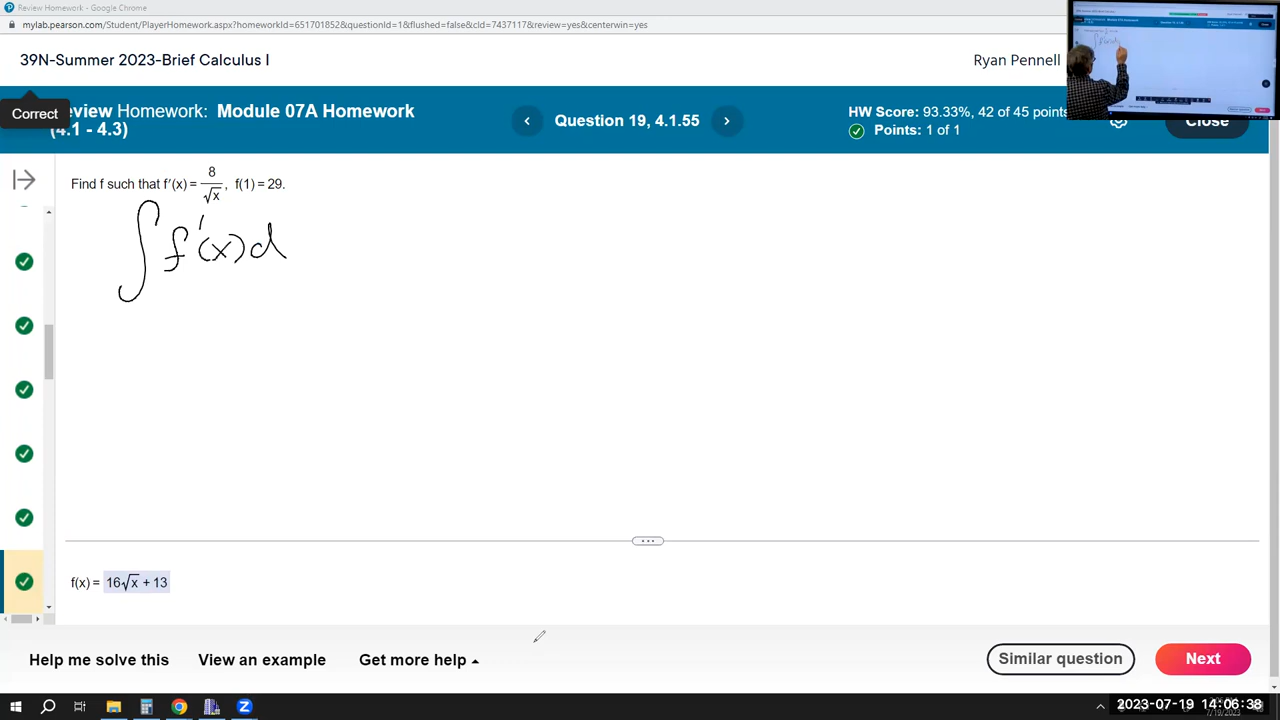 Review Homework - Google Chrome
mylab.pearson.com/Student/PlayerHomework.aspx?homeworkId=651701852&questionId=19&flushed=false&cId=7437117&review=yes&centerwin=yes
39N-Summer 2023-Brief Calculus I
Ryan Pennell
Correct
eview Homework: Module 07A Homework
(4.1 - 4.3)
Question 19, 4.1.55
HW Score: 93.33%, 42 of 45 points
Points: 1 of 1
Close
Find f such that f′(x) = 8/√x, f(1) = 29.
∫ f′(x) d
f(x) = 16√x + 13
Help me solve this
View an example
Get more help
Similar question
Next
2023-07-19 14:06:38